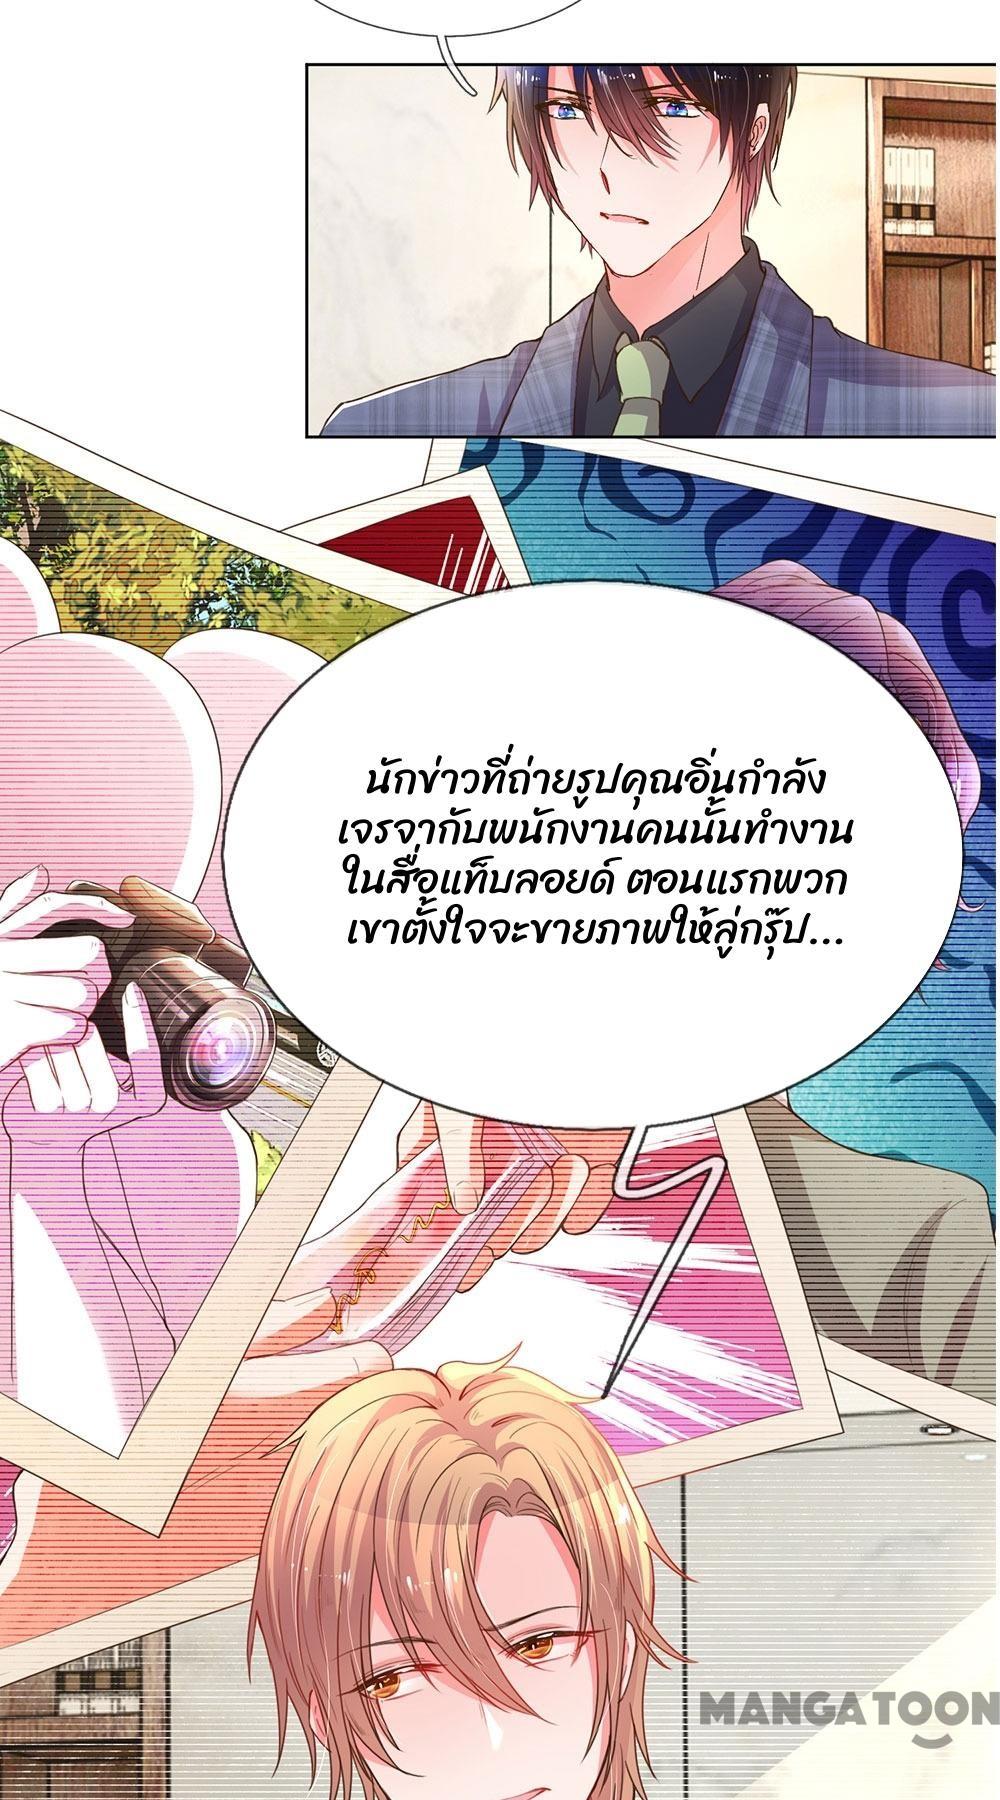 นักข่าวที่ถ่ายรูปคุณอิ่นกำลัง
เจรจากับพนักงานคนนั้นทำงาน
ในสื่อแท็บลอยด์ ตอนแรกพวก
เขาตั้งใจจะขายภาพให้ลู่กรุ๊ป...
MANGATOON